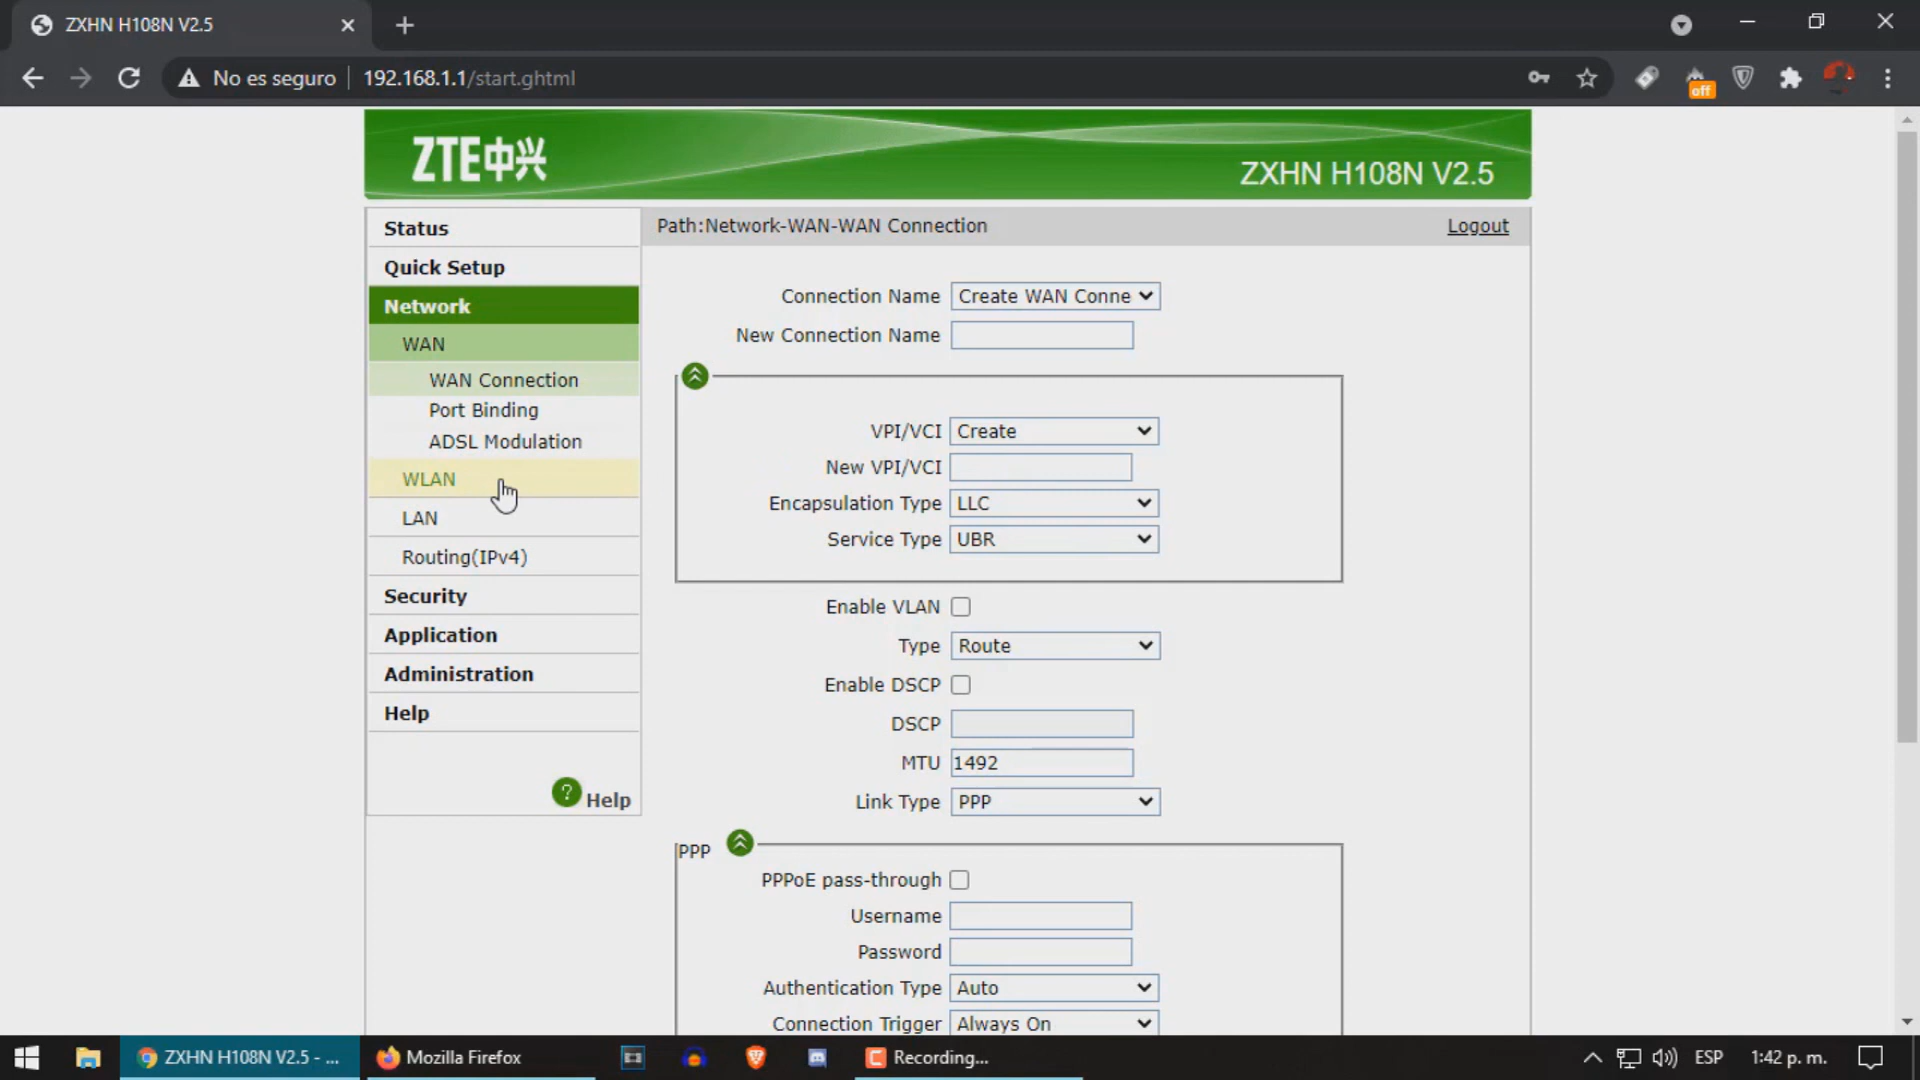 ZXHN H108N V2.5
No es seguro
192.168.1.1/start.ghtml
off
ZTE中兴
ZXHN H108N V2.5
Path:Network-WAN-WAN Connection
Logout
Status
Quick Setup
Network
WAN
WAN Connection
Port Binding
ADSL Modulation
WLAN
LAN
Routing(IPv4)
Security
Application
Administration
Help
? Help
Connection Name Create WAN Conne
New Connection Name
VPI/VCI Create
New VPI/VCI
Encapsulation Type LLC
Service Type UBR
Enable VLAN
Type Route
Enable DSCP
DSCP
MTU 1492
Link Type PPP
PPP
PPPoE pass-through
Username
Password
Authentication Type Auto
Connection Trigger Always On
ZXHN H108N V2.5 - ...
Mozilla Firefox
Recording...
ESP
1:42 p. m.